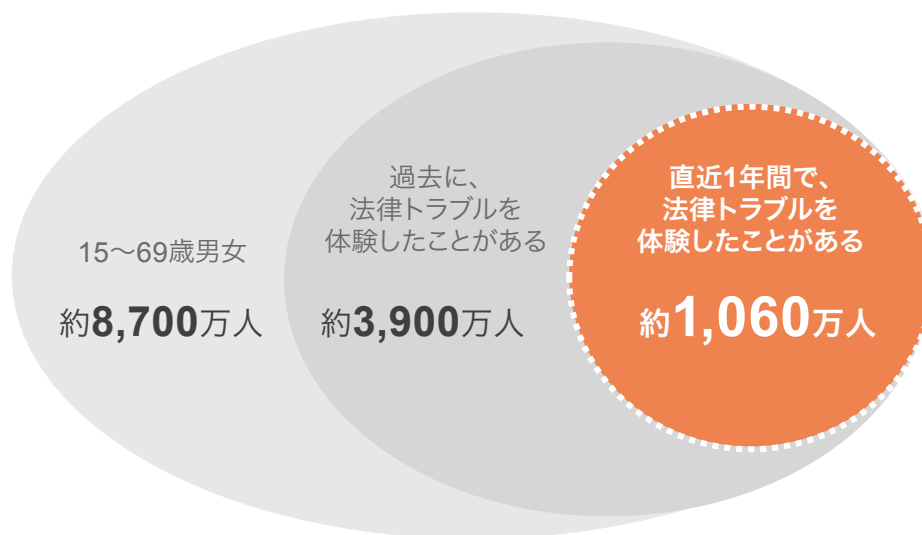 15〜69歳男女
約8,700万人
過去に、
法律トラブルを
体験したことがある
約3,900万人
直近1年間で、
法律トラブルを
体験したことがある
約1,060万人